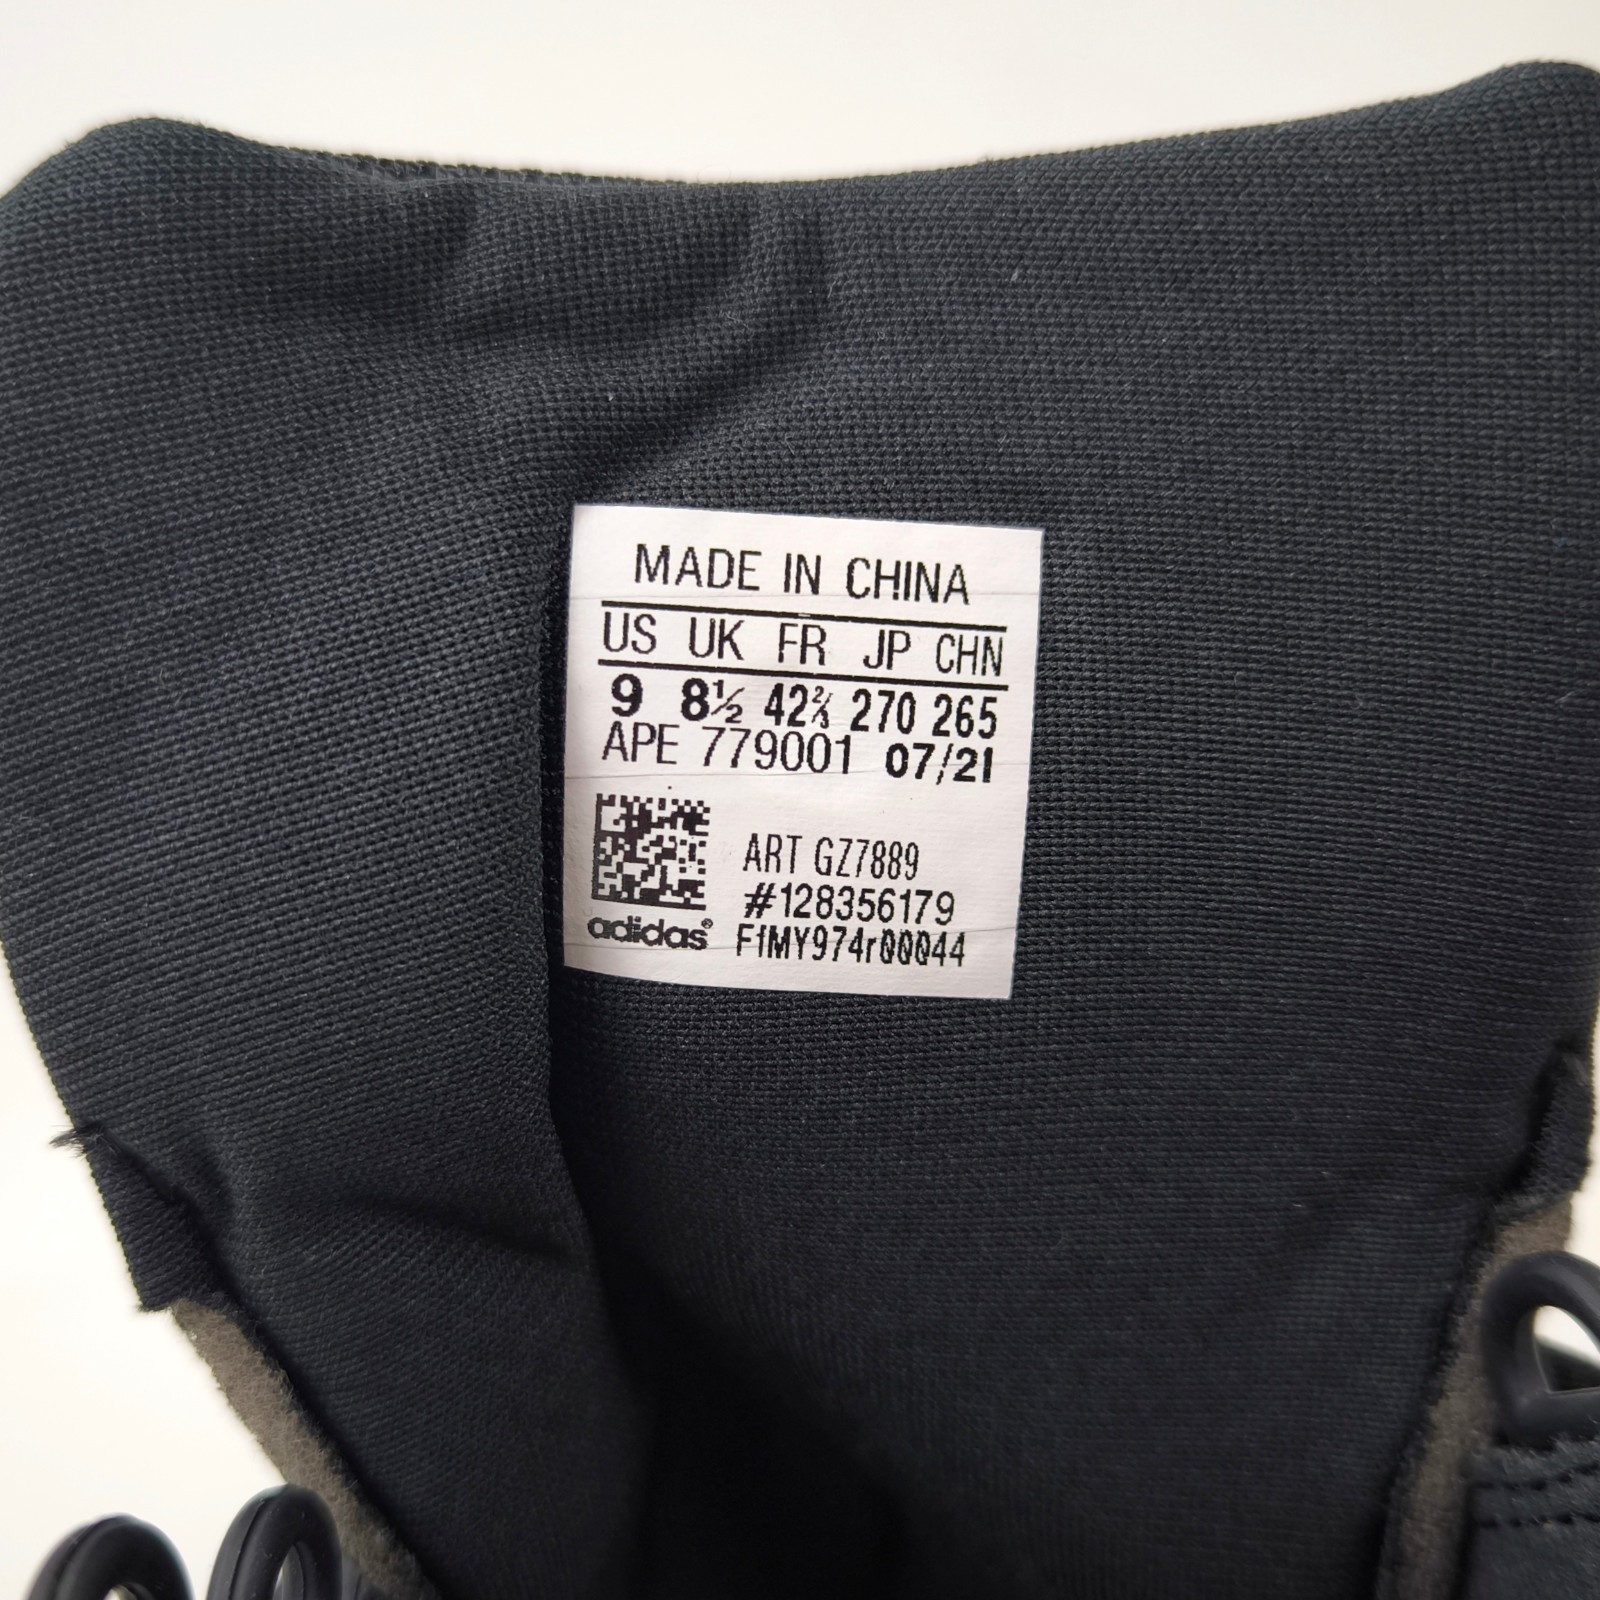 MADE IN CHINA
US UK FR JP CHN
9 8½ 42⅔ 270 265
APE 779001 07/21
ART GZ7889
#128356179
adidas®
F1MY974r00044